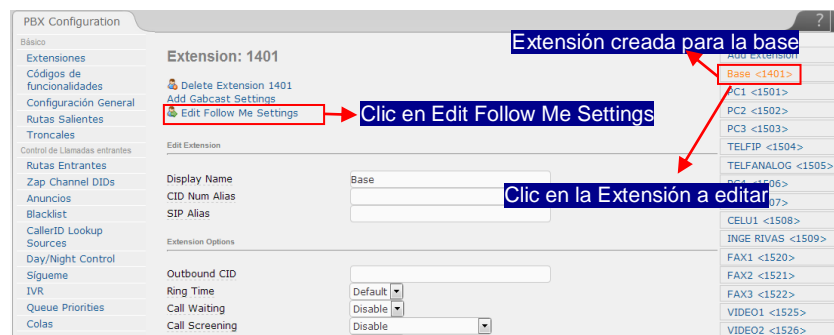 PBX Configuration
?
Básico
Extensiones
Códigos de
funcionalidades
Configuración General
Rutas Salientes
Troncales
Control de Llamadas entrantes
Rutas Entrantes
Zap Channel DIDs
Anuncios
Blacklist
CallerID Lookup
Sources
Day/Night Control
Sígueme
IVR
Queue Priorities
Colas
Extension: 1401
Delete Extension 1401
Add Gabcast Settings
Edit Follow Me Settings
Clic en Edit Follow Me Settings
Edit Extension
Display Name
Base
CID Num Alias
SIP Alias
Extension Options
Outbound CID
Ring Time
Default
Call Waiting
Disable
Call Screening
Disable
Extensión creada para la base
Clic en la Extensión a editar
Add Extension
Base <1401>
PC1 <1501>
PC2 <1502>
PC3 <1503>
TELFIP <1504>
TELFANALOG <1505>
<1506>
07>
CELU1 <1508>
INGE RIVAS <1509>
FAX1 <1520>
FAX2 <1521>
FAX3 <1522>
VIDEO1 <1525>
VIDEO2 <1526>